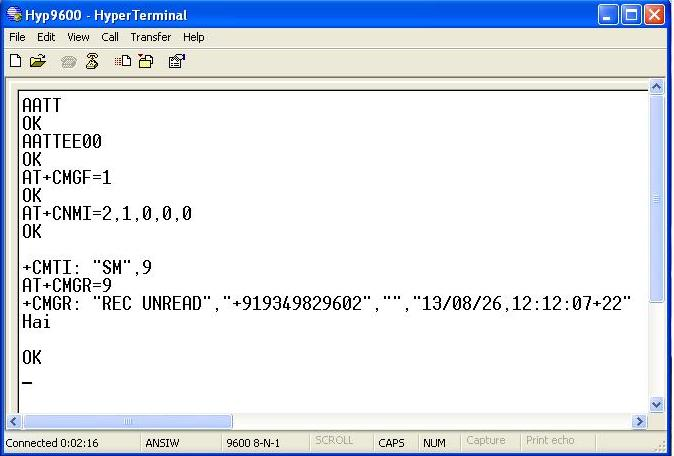 Hyp9600 - HyperTerminal
File Edit View Call Transfer Help
AATT
OK
AATTEE00
OK
AT+CMGF=1
OK
AT+CNMI=2,1,0,0,0
OK
+CMTI: "SM",9
AT+CMGR=9
+CMGR: "REC UNREAD","+919349829602","","13/08/26,12:12:07+22"
Hai
OK
_
Connected 0:02:16 ANSIW 9600 8-N-1 SCROLL CAPS NUM Capture Print echo